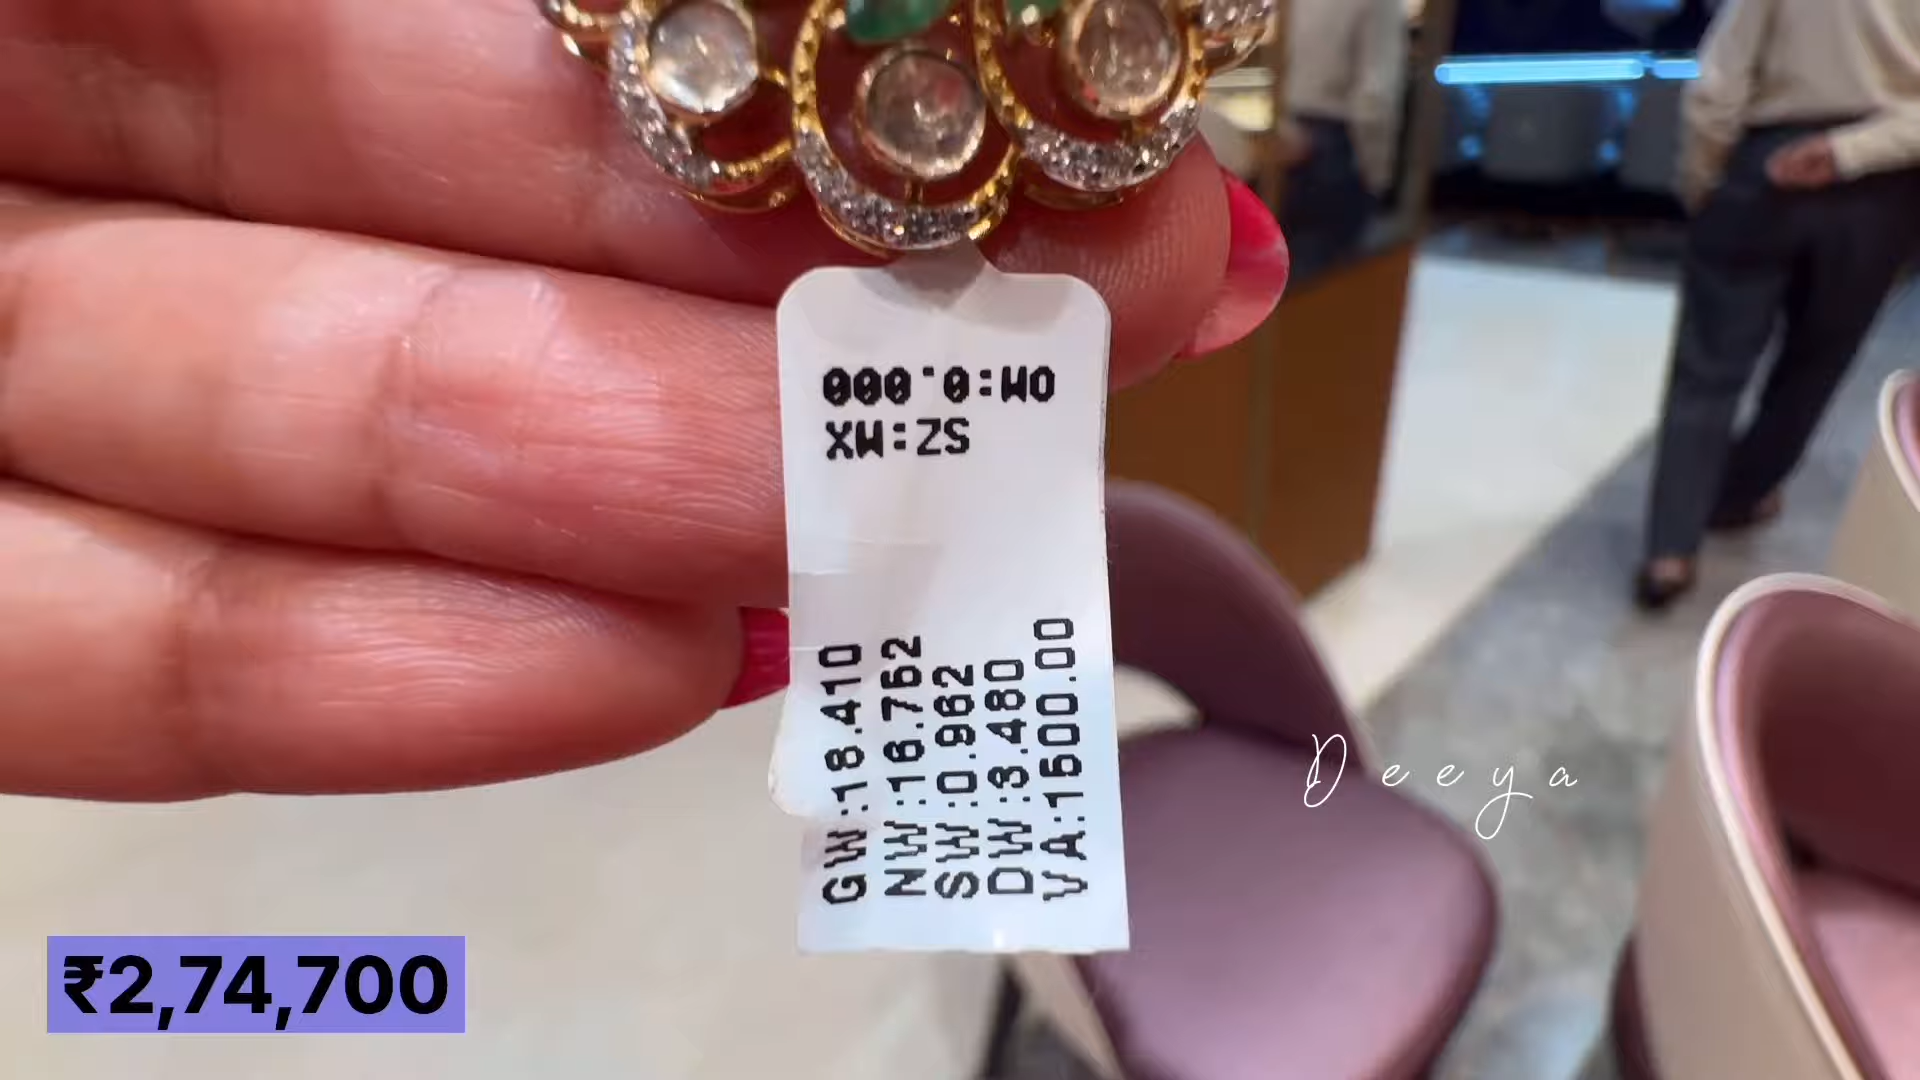 SZ:MX
OM:0.000
GW:18.410
NW:16.762
SW:0.962
DW:3.480
VA:1500.00
Deeya
₹2,74,700